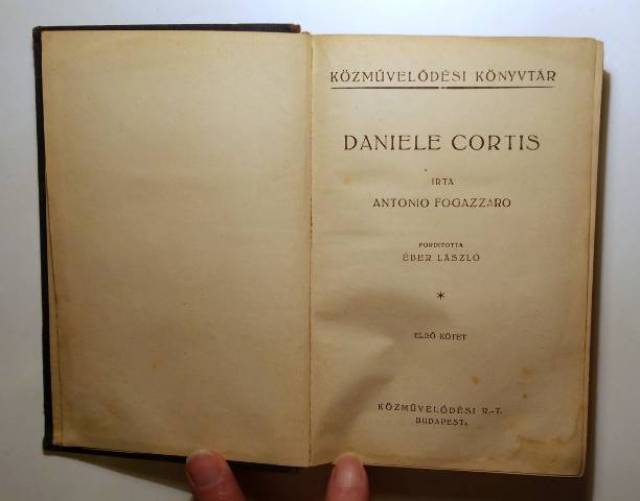 KÖZMŰVELŐDÉSI KÖNYVTÁR
DANIELE CORTIS
IRTA
ANTONIO FOGAZZARO
FORDITOTTA
ÉBER LÁSZLÓ
*
ELSŐ KÖTET
KÖZMŰVELŐDÉSI R.-T.
BUDAPEST.